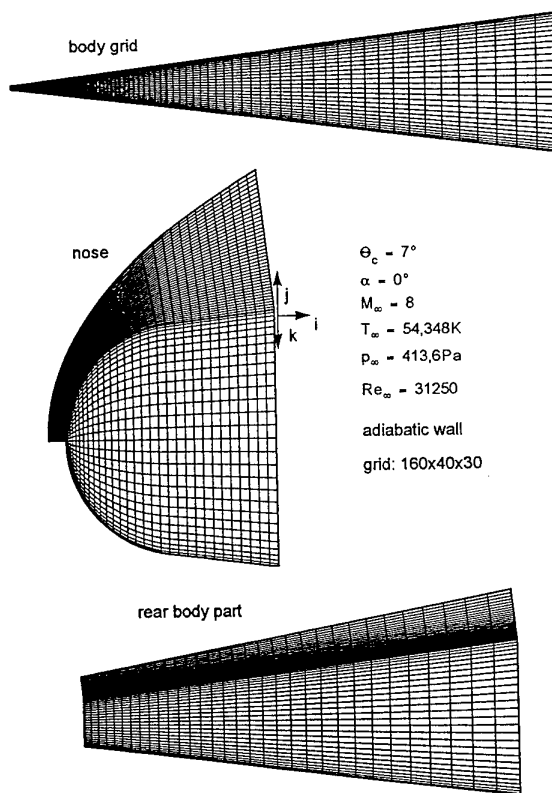 body grid
nose
Θc = 7°
α = 0°
M∞ = 8
T∞ = 54,348K
p∞ = 413,6Pa
Re∞ = 31250
adiabatic wall
grid: 160x40x30
j
i
k
rear body part